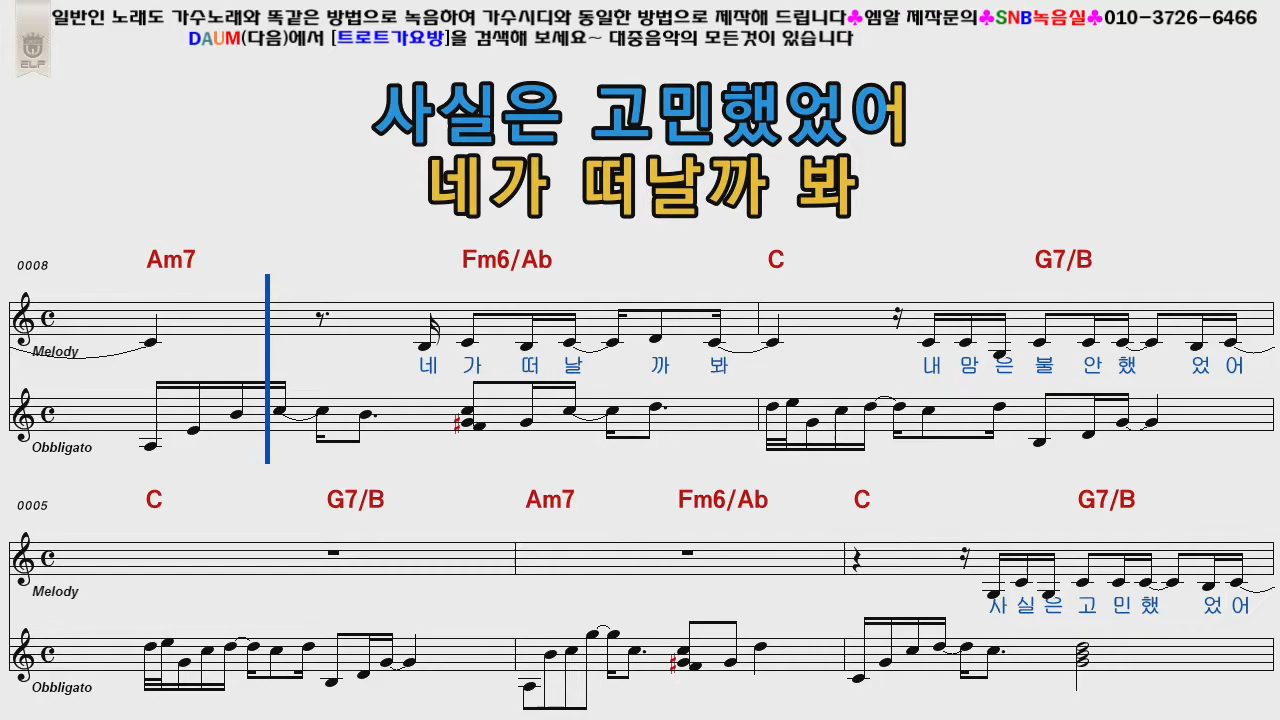 일반인 노래도 가수노래와 똑같은 방법으로 녹음하여 가수시디와 동일한 방법으로 제작해 드립니다♣엠알 제작문의♣SNB녹음실♣010-3726-6466
DAUM(다음)에서 [트로트가요방]을 검색해 보세요~ 대중음악의 모든것이 있습니다
ELF
사실은 고민했었어
네가 떠날까 봐
0008 Am7 Fm6/Ab C G7/B
Melody
네 가 떠 날 까 봐 내 맘 은 불 안 했 었 어
Obbligato
0005 C G7/B Am7 Fm6/Ab C G7/B
Melody
사 실 은 고 민 했 었 어
Obbligato